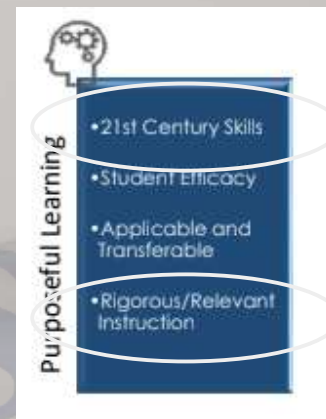 Purposeful Learning
•21st Century Skills
•Student Efficacy
•Applicable and
Transferable
•Rigorous/Relevant
Instruction